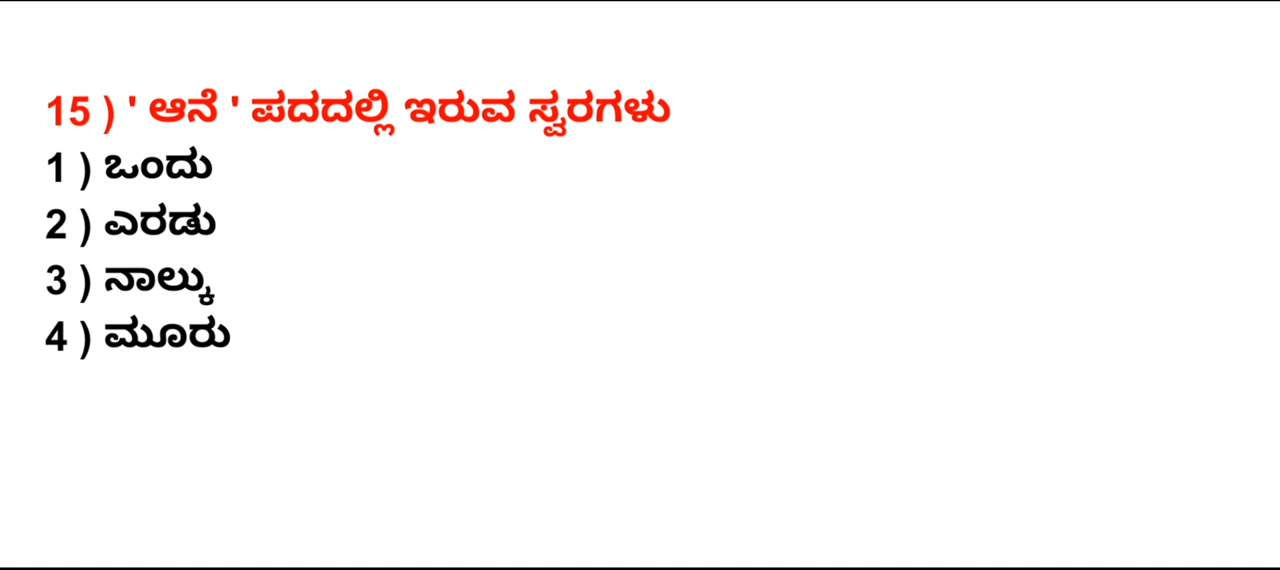 15 ) ' ಆನೆ ' ಪದದಲ್ಲಿ ಇರುವ ಸ್ವರಗಳು
1 ) ಒಂದು
2 ) ಎರಡು
3 ) ನಾಲ್ಕು
4 ) ಮೂರು